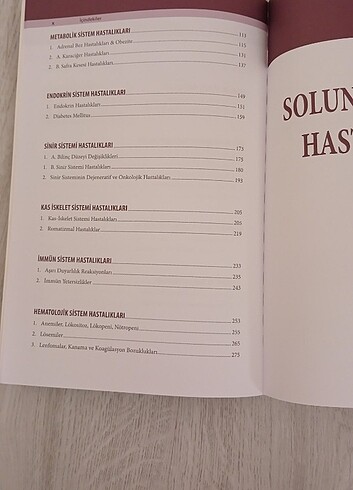 İçindekiler
METABOLİK SİSTEM HASTALIKLARI 113
1. Adrenal Bez Hastalıkları & Obezite 115
2. A. Karaciğer Hastalıkları 131
2. B. Safra Kesesi Hastalıkları 137
ENDOKRİN SİSTEM HASTALIKLARI 149
1. Endokrin Hastalıkları 151
2. Diabetes Mellitus 159
SİNİR SİSTEMİ HASTALIKLARI 173
1. A. Bilinç Düzeyi Değişiklikleri 175
1. B. Sinir Sistemi Hastalıkları 180
2. Sinir Sisteminin Dejeneratif ve Onkolojik Hastalıkları 193
KAS İSKELET SİSTEMİ HASTALIKLARI 205
1. Kas-İskelet Sistemi Hastalıkları 205
2. Romatizmal Hastalıklar 219
İMMÜN SİSTEM HASTALIKLARI 233
1. Aşırı Duyarlılık Reaksiyonları 235
2. İmmün Yetersizlikler 243
HEMATOLOJİK SİSTEM HASTALIKLARI 253
1. Anemiler, Lökositoz, Lökopeni, Nötropeni 255
2. Lösemiler 265
3. Lenfomalar, Kanama ve Koagülasyon Bozuklukları 275
SOLUN
HAST